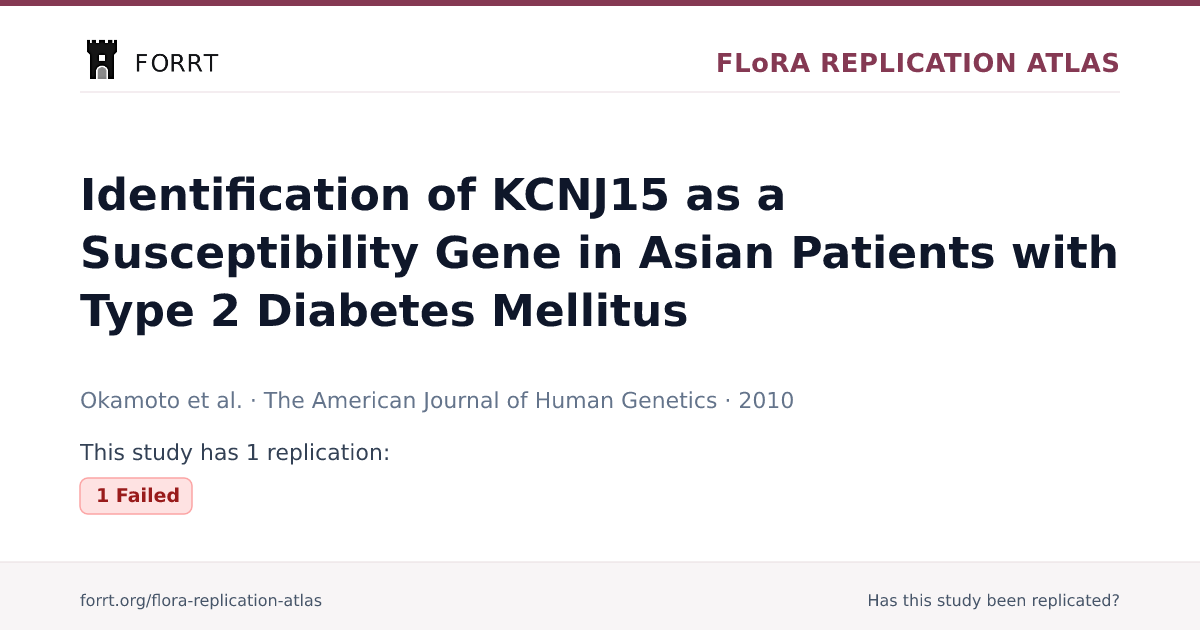 FORRT
FLoRA REPLICATION ATLAS
Identification of KCNJ15 as a
Susceptibility Gene in Asian Patients with
Type 2 Diabetes Mellitus
Okamoto et al. · The American Journal of Human Genetics · 2010
This study has 1 replication:
1 Failed
forrt.org/flora-replication-atlas
Has this study been replicated?